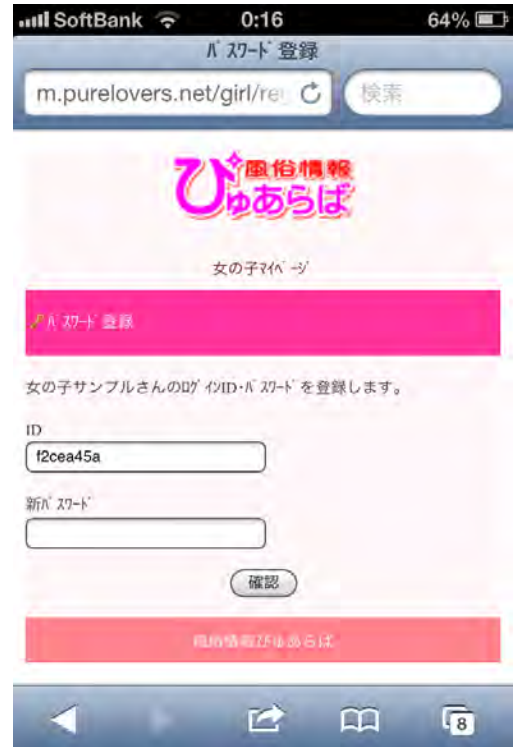 SoftBank 0:16 64%
ﾊﾟｽﾜｰﾄﾞ登録
m.purelovers.net/girl/re
検索
風俗情報
ぴゅあらば
女の子ﾏｲﾍﾟｰｼﾞ
ﾊﾟｽﾜｰﾄﾞ登録
女の子サンプルさんのﾛｸﾞｲﾝID･ﾊﾟｽﾜｰﾄﾞを登録します。
ID
f2cea45a
新ﾊﾟｽﾜｰﾄﾞ
確認
風俗情報ぴゅあらば
8